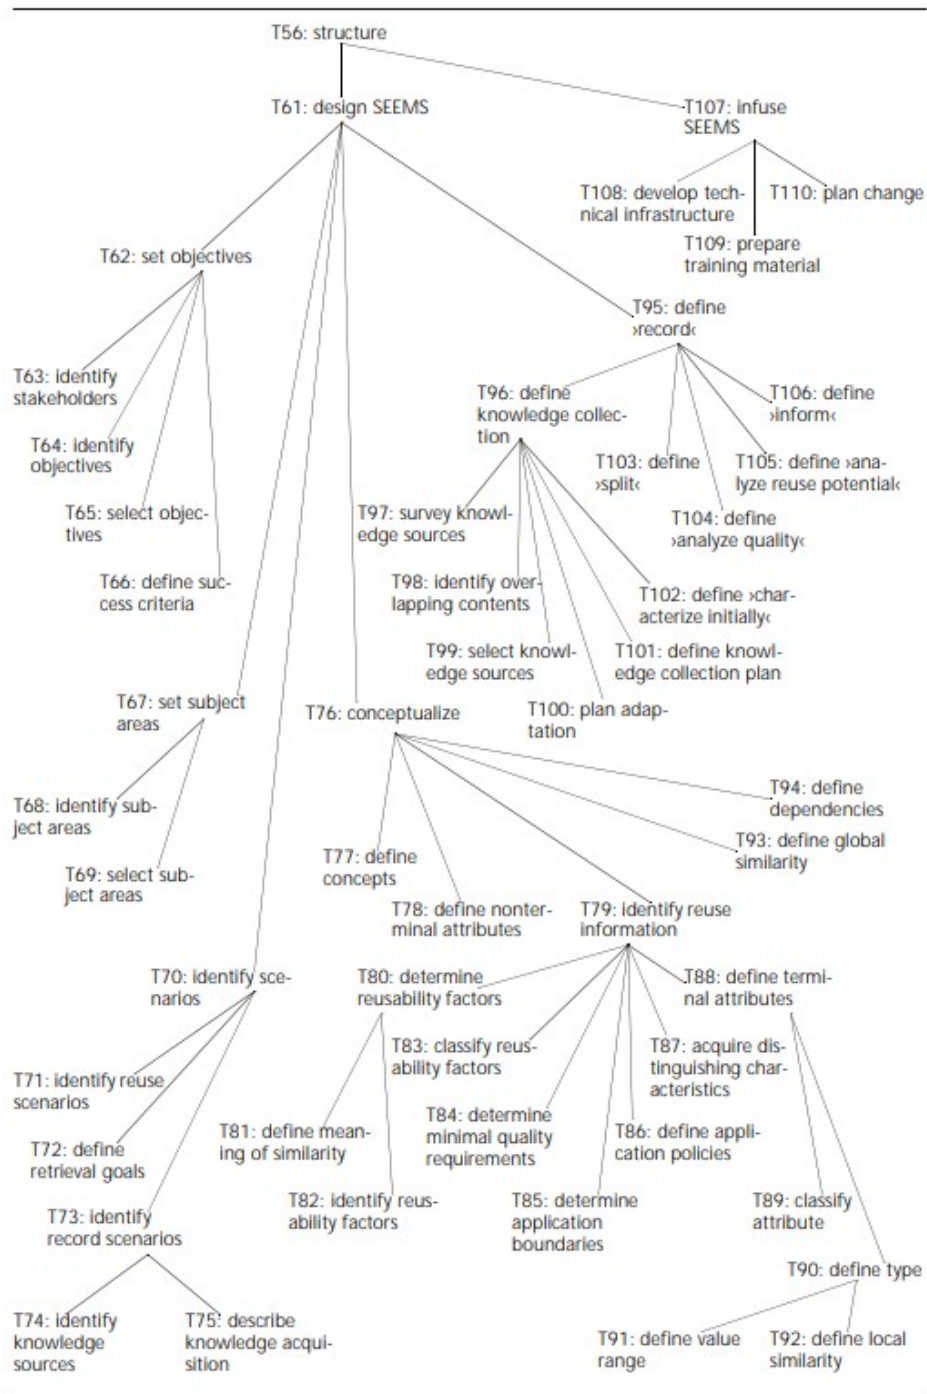 T56: structure
T61: design SEEMS
T107: infuse
SEEMS
T108: develop tech-
nical infrastructure
T110: plan change
T109: prepare
training material
T62: set objectives
T63: identify
stakeholders
T64: identify
objectives
T65: select objec-
tives
T66: define suc-
cess criteria
T95: define
›record‹
T96: define
knowledge collec-
tion
T106: define
›inform‹
T103: define
›split‹
T105: define ›ana-
lyze reuse potential‹
T104: define
›analyze quality‹
T97: survey knowl-
edge sources
T98: identify over-
lapping contents
T99: select knowl-
edge sources
T100: plan adap-
tation
T101: define knowl-
edge collection plan
T102: define ›char-
acterize initially‹
T67: set subject
areas
T68: identify sub-
ject areas
T69: select sub-
ject areas
T76: conceptualize
T94: define
dependencies
T93: define global
similarity
T77: define
concepts
T78: define nonter-
minal attributes
T79: identify reuse
information
T70: identify sce-
narios
T71: identify reuse
scenarios
T72: define
retrieval goals
T73: identify
record scenarios
T74: identify
knowledge
sources
T75: describe
knowledge acqui-
sition
T80: determine
reusability factors
T81: define mean-
ing of similarity
T82: identify reus-
ability factors
T83: classify reus-
ability factors
T84: determine
minimal quality
requirements
T85: determine
application
boundaries
T86: define appli-
cation policies
T87: acquire dis-
tinguishing char-
acteristics
T88: define termi-
nal attributes
T89: classify
attribute
T90: define type
T91: define value
range
T92: define local
similarity